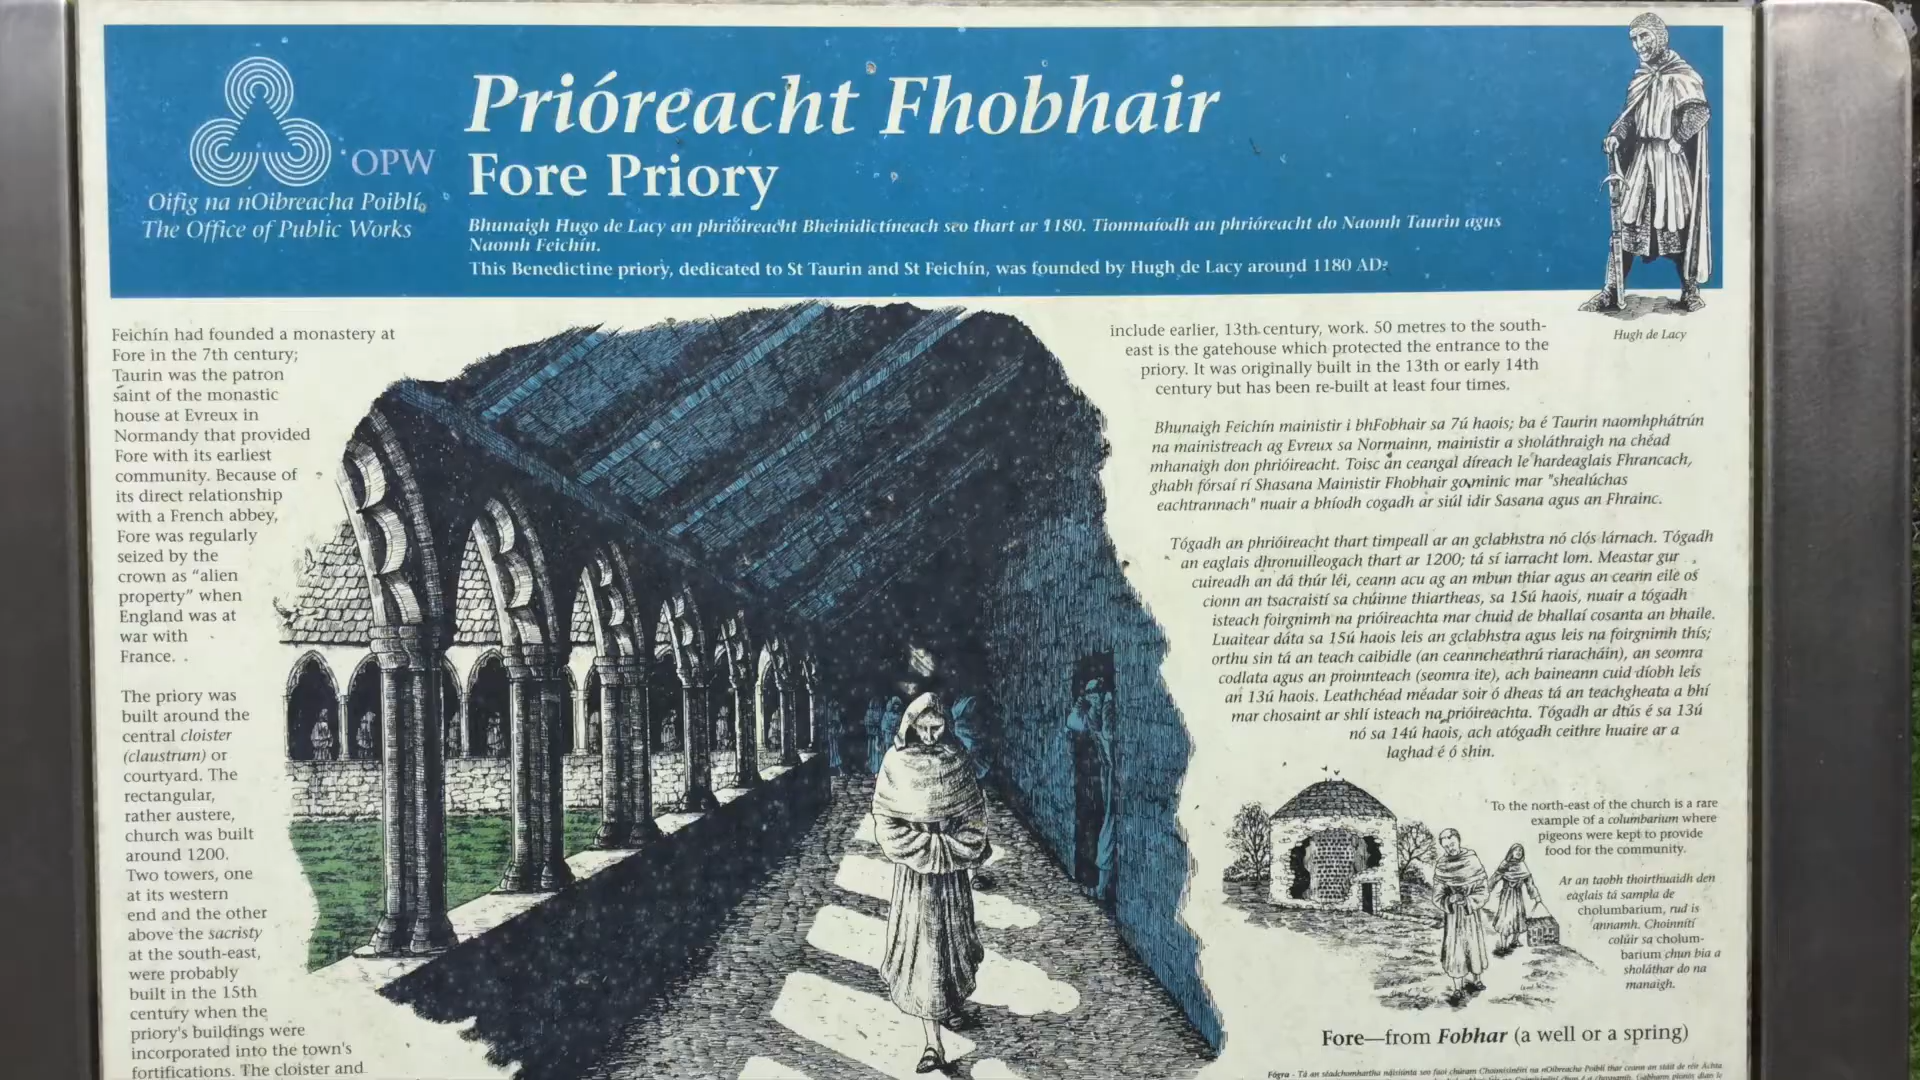 OPW
Oifig na nOibreacha Poiblí
The Office of Public Works
Prióreacht Fhobhair
Fore Priory
Bhunaigh Hugo de Lacy an phrióireacht Bheinidictíneach seo thart ar 1180. Tiomnaíodh an phrióreacht do Naomh Taurin agus
Naomh Feichín.
This Benedictine priory, dedicated to St Taurin and St Feichín, was founded by Hugh de Lacy around 1180 AD.
Hugh de Lacy
Feichín had founded a monastery at
Fore in the 7th century;
Taurin was the patron
saint of the monastic
house at Evreux in
Normandy that provided
Fore with its earliest
community. Because of
its direct relationship
with a French abbey,
Fore was regularly
seized by the
crown as “alien
property” when
England was at
war with
France.
The priory was
built around the
central cloister
(claustrum) or
courtyard. The
rectangular,
rather austere,
church was built
around 1200.
Two towers, one
at its western
end and the other
above the sacristy
at the south-east,
were probably
built in the 15th
century when the
priory's buildings were
incorporated into the town's
fortifications. The cloister and
include earlier, 13th century, work. 50 metres to the south-
east is the gatehouse which protected the entrance to the
priory. It was originally built in the 13th or early 14th
century but has been re-built at least four times.
Bhunaigh Feichín mainistir i bhFobhair sa 7ú haois; ba é Taurin naomhphátrún
na mainistreach ag Evreux sa Normainn, mainistir a sholáthraigh na chéad
mhanaigh don phrióireacht. Toisc an ceangal díreach le hardeaglais Fhrancach,
ghabh fórsaí rí Shasana Mainistir Fhobhair go minic mar "shealúchas
eachtrannach" nuair a bhíodh cogadh ar siúl idir Sasana agus an Fhrainc.
Tógadh an phrióireacht thart timpeall ar an gclabhstra nó clós lárnach. Tógadh
an eaglais dhronuilleogach thart ar 1200; tá sí iarracht lom. Meastar gur
cuireadh an dá thúr léi, ceann acu ag an mbun thiar agus an ceann eile os
cionn an tsacraistí sa chúinne thiartheas, sa 15ú haois, nuair a tógadh
isteach foirgnimh na prióireachta mar chuid de bhallaí cosanta an bhaile.
Luaitear dáta sa 15ú haois leis an gclabhstra agus leis na foirgnimh thís;
orthu sin tá an teach caibidle (an ceanncheathrú riaracháin), an seomra
codlata agus an proinnteach (seomra ite), ach baineann cuid díobh leis
an 13ú haois. Leathchéad méadar soir ó dheas tá an teachgheata a bhí
mar chosaint ar shlí isteach na prióireachta. Tógadh ar dtús é sa 13ú
nó sa 14ú haois, ach atógadh ceithre huaire ar a
laghad é ó shin.
To the north-east of the church is a rare
example of a columbarium where
pigeons were kept to provide
food for the community.
Ar an taobh thoirthuaidh den
eaglais tá sampla de
cholumbarium, rud is
annamh. Choinnití
colúir sa cholum-
barium chun bia a
sholáthar do na
manaigh.
Fore—from Fobhar (a well or a spring)
Fógra - Tá an séadchomhartha náisiúnta seo faoi chúram Choimisinéirí na nOibreacha Poiblí thar ceann an stáit de réir Achta